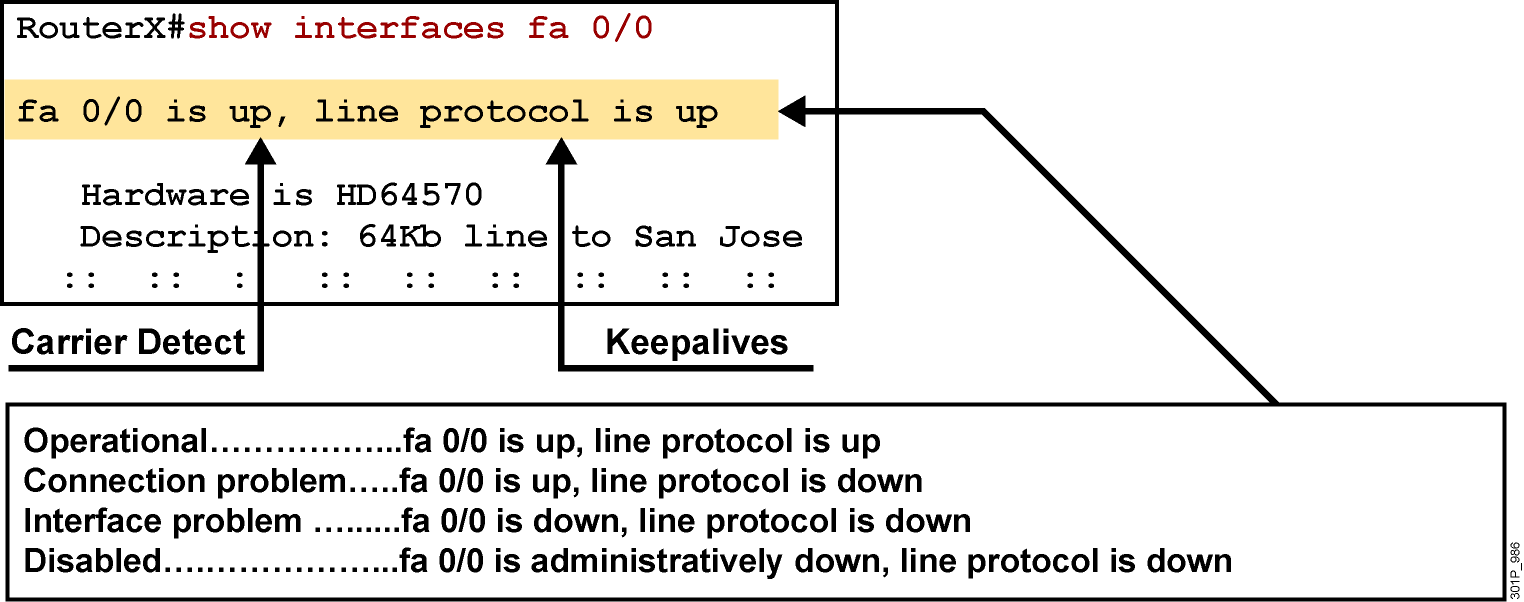 RouterX#show interfaces fa 0/0
fa 0/0 is up, line protocol is up
Hardware is HD64570
Description: 64Kb line to San Jose
:: :: : :: :: :: :: :: ::
Carrier Detect
Keepalives
Operational………………...fa 0/0 is up, line protocol is up
Connection problem…..fa 0/0 is up, line protocol is down
Interface problem ….......fa 0/0 is down, line protocol is down
Disabled….…………………...fa 0/0 is administratively down, line protocol is down
301P_986